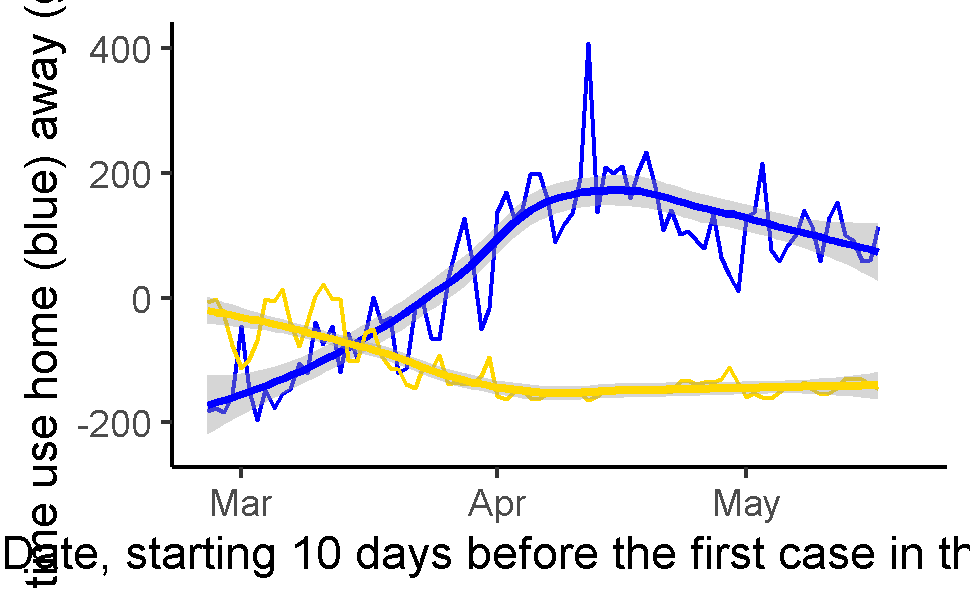 time use home (blue) away (
400
200
0
-200
Mar Apr May
Date, starting 10 days before the first case in th